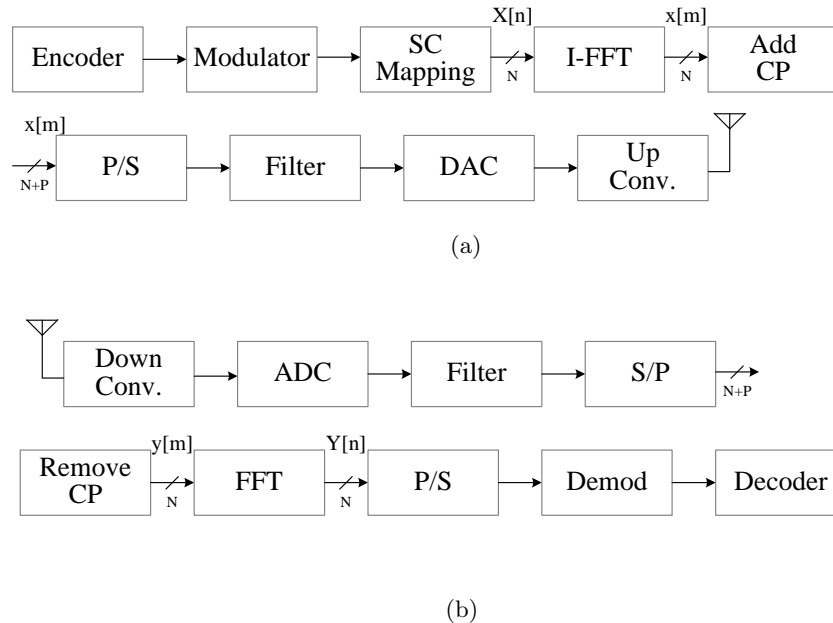 X[n]
x[m]
Encoder
Modulator
SC
Mapping
N
I-FFT
N
Add
CP
x[m]
N+P
P/S
Filter
DAC
Up
Conv.
(a)
Down
Conv.
ADC
Filter
S/P
N+P
Remove
CP
y[m]
N
FFT
Y[n]
N
P/S
Demod
Decoder
(b)